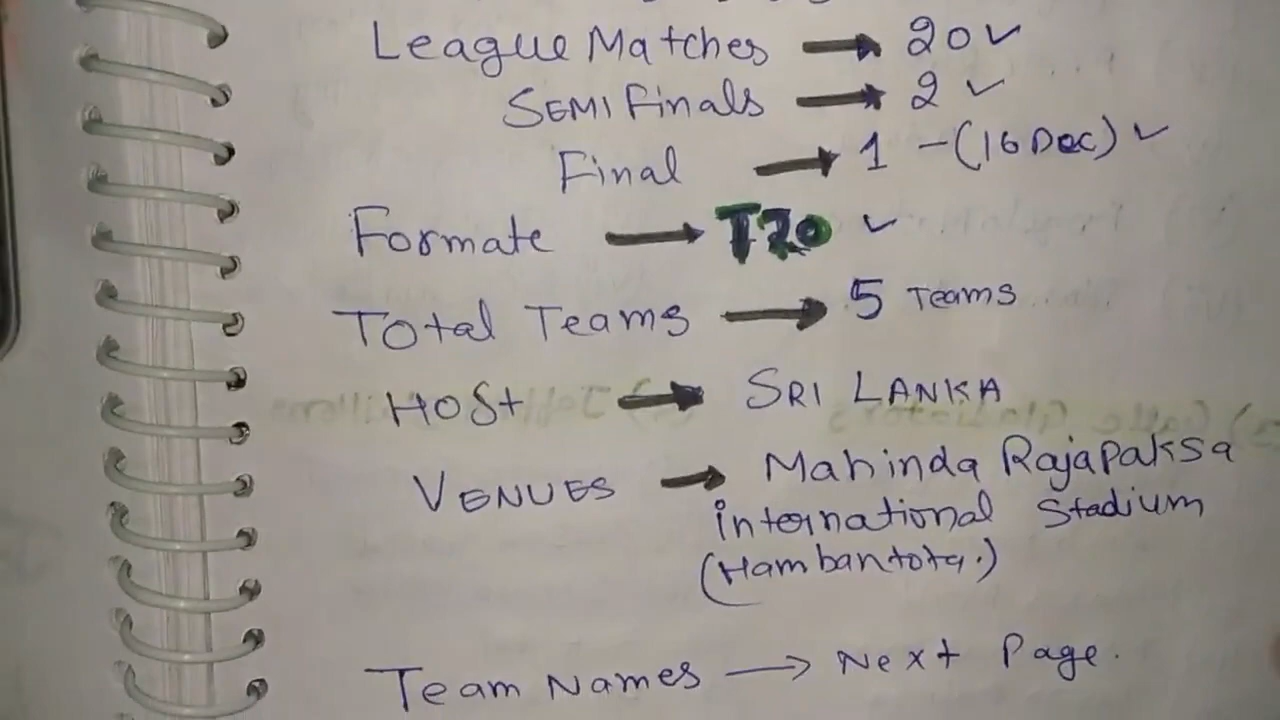 League Matches → 20 ✓
SEMI Finals → 2 ✓
Final → 1 - (16 Dec) ✓
Formate → T20 ✓
Total Teams → 5 Teams
HOSt → SRI LANKA
VENUES → Mahinda Rajapaksa
international Stadium
(Hambantota.)
Team Names → Next Page.